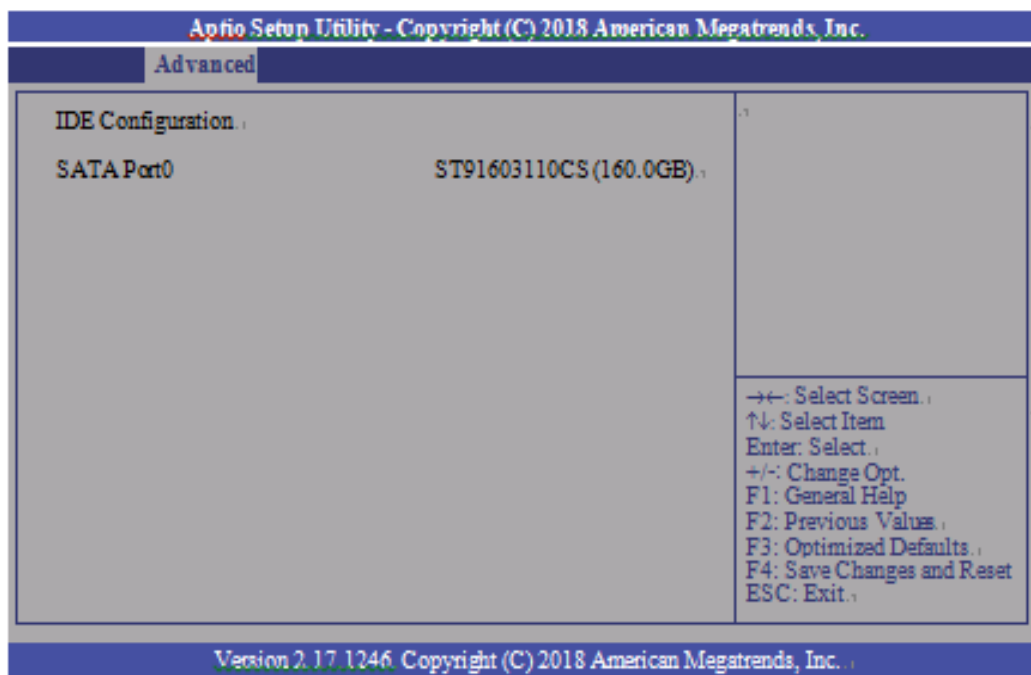 Aptio Setup Utility - Copyright (C) 2018 American Megatrends, Inc.
Advanced
IDE Configuration
SATA Port0 ST91603110CS (160.0GB)
→←: Select Screen
↑↓: Select Item
Enter: Select
+/-: Change Opt.
F1: General Help
F2: Previous Values
F3: Optimized Defaults
F4: Save Changes and Reset
ESC: Exit
Version 2.17.1246. Copyright (C) 2018 American Megatrends, Inc.